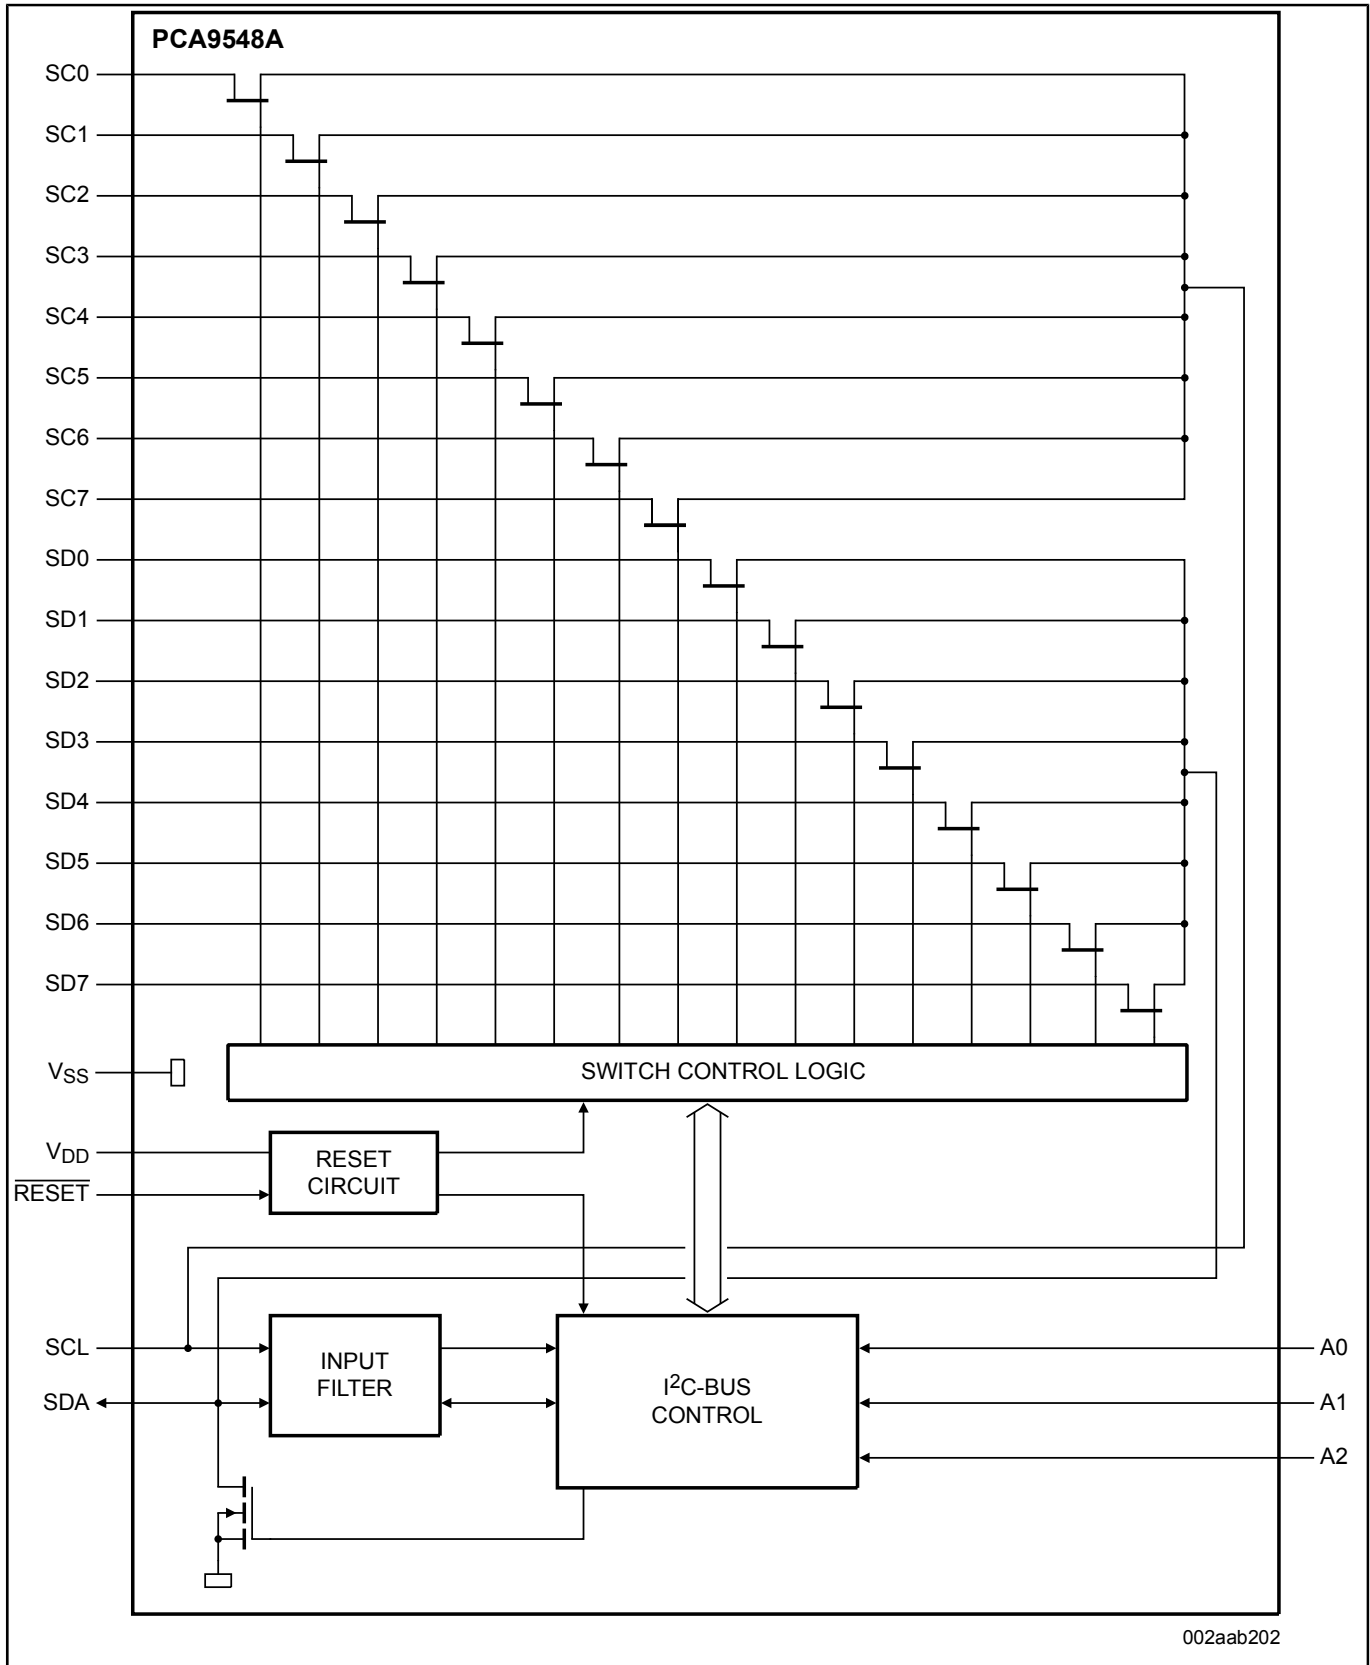 PCA9548A
SC0
SC1
SC2
SC3
SC4
SC5
SC6
SC7
SD0
SD1
SD2
SD3
SD4
SD5
SD6
SD7
VSS
SWITCH CONTROL LOGIC
VDD
RESET
RESET
CIRCUIT
SCL
SDA
INPUT
FILTER
I²C-BUS
CONTROL
A0
A1
A2
002aab202